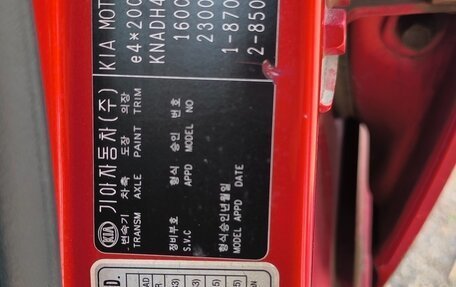 KIA 기아자동차(주) KIA MOT
변속기 차축 도장 의장
TRANSM AXLE PAINT TRIM
e4*200
KNADH4
1600
2300
1-870
2-850
정비부호 형식 승인 번호
S.V.C APPD MODEL NO
형식승인년월일
MODEL APPD DATE